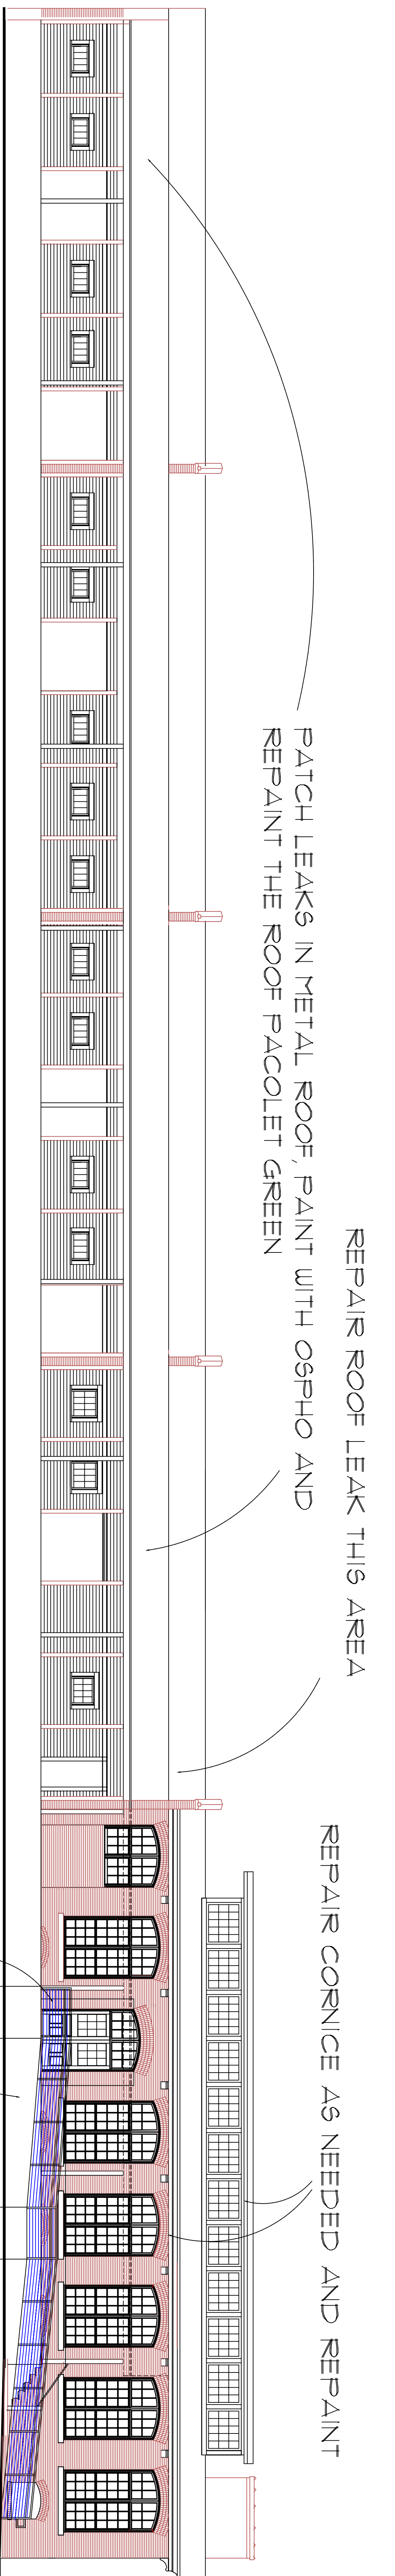 PATCH LEAKS IN METAL ROOF, PAINT WITH OSPHO AND
REPAINT THE ROOF PACOLET GREEN
REPAIR ROOF LEAK THIS AREA
REPAIR CORNICE AS NEEDED AND REPAINT